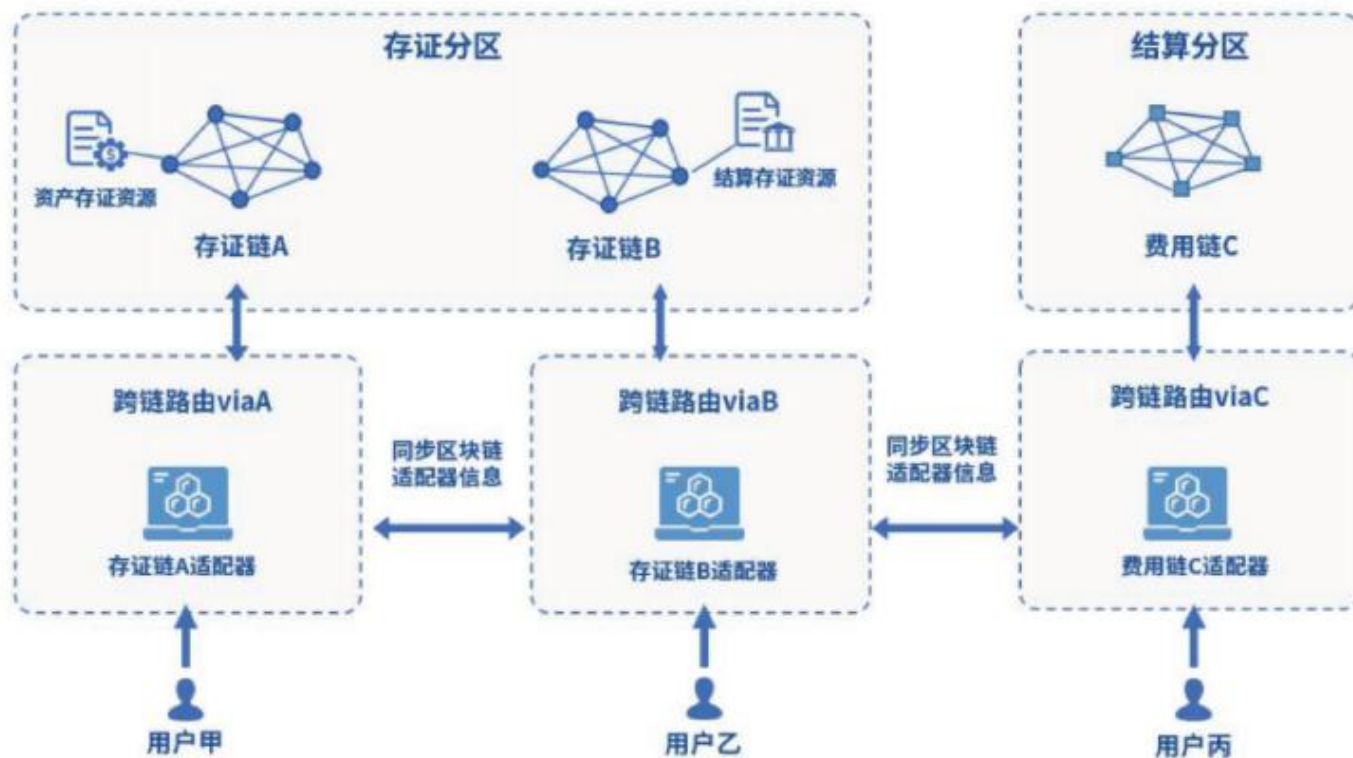 存证分区
结算分区
资产存证资源
结算存证资源
存证链A
存证链B
费用链C
跨链路由viaA
跨链路由viaB
跨链路由viaC
同步区块链
适配器信息
同步区块链
适配器信息
存证链A适配器
存证链B适配器
费用链C适配器
用户甲
用户乙
用户丙